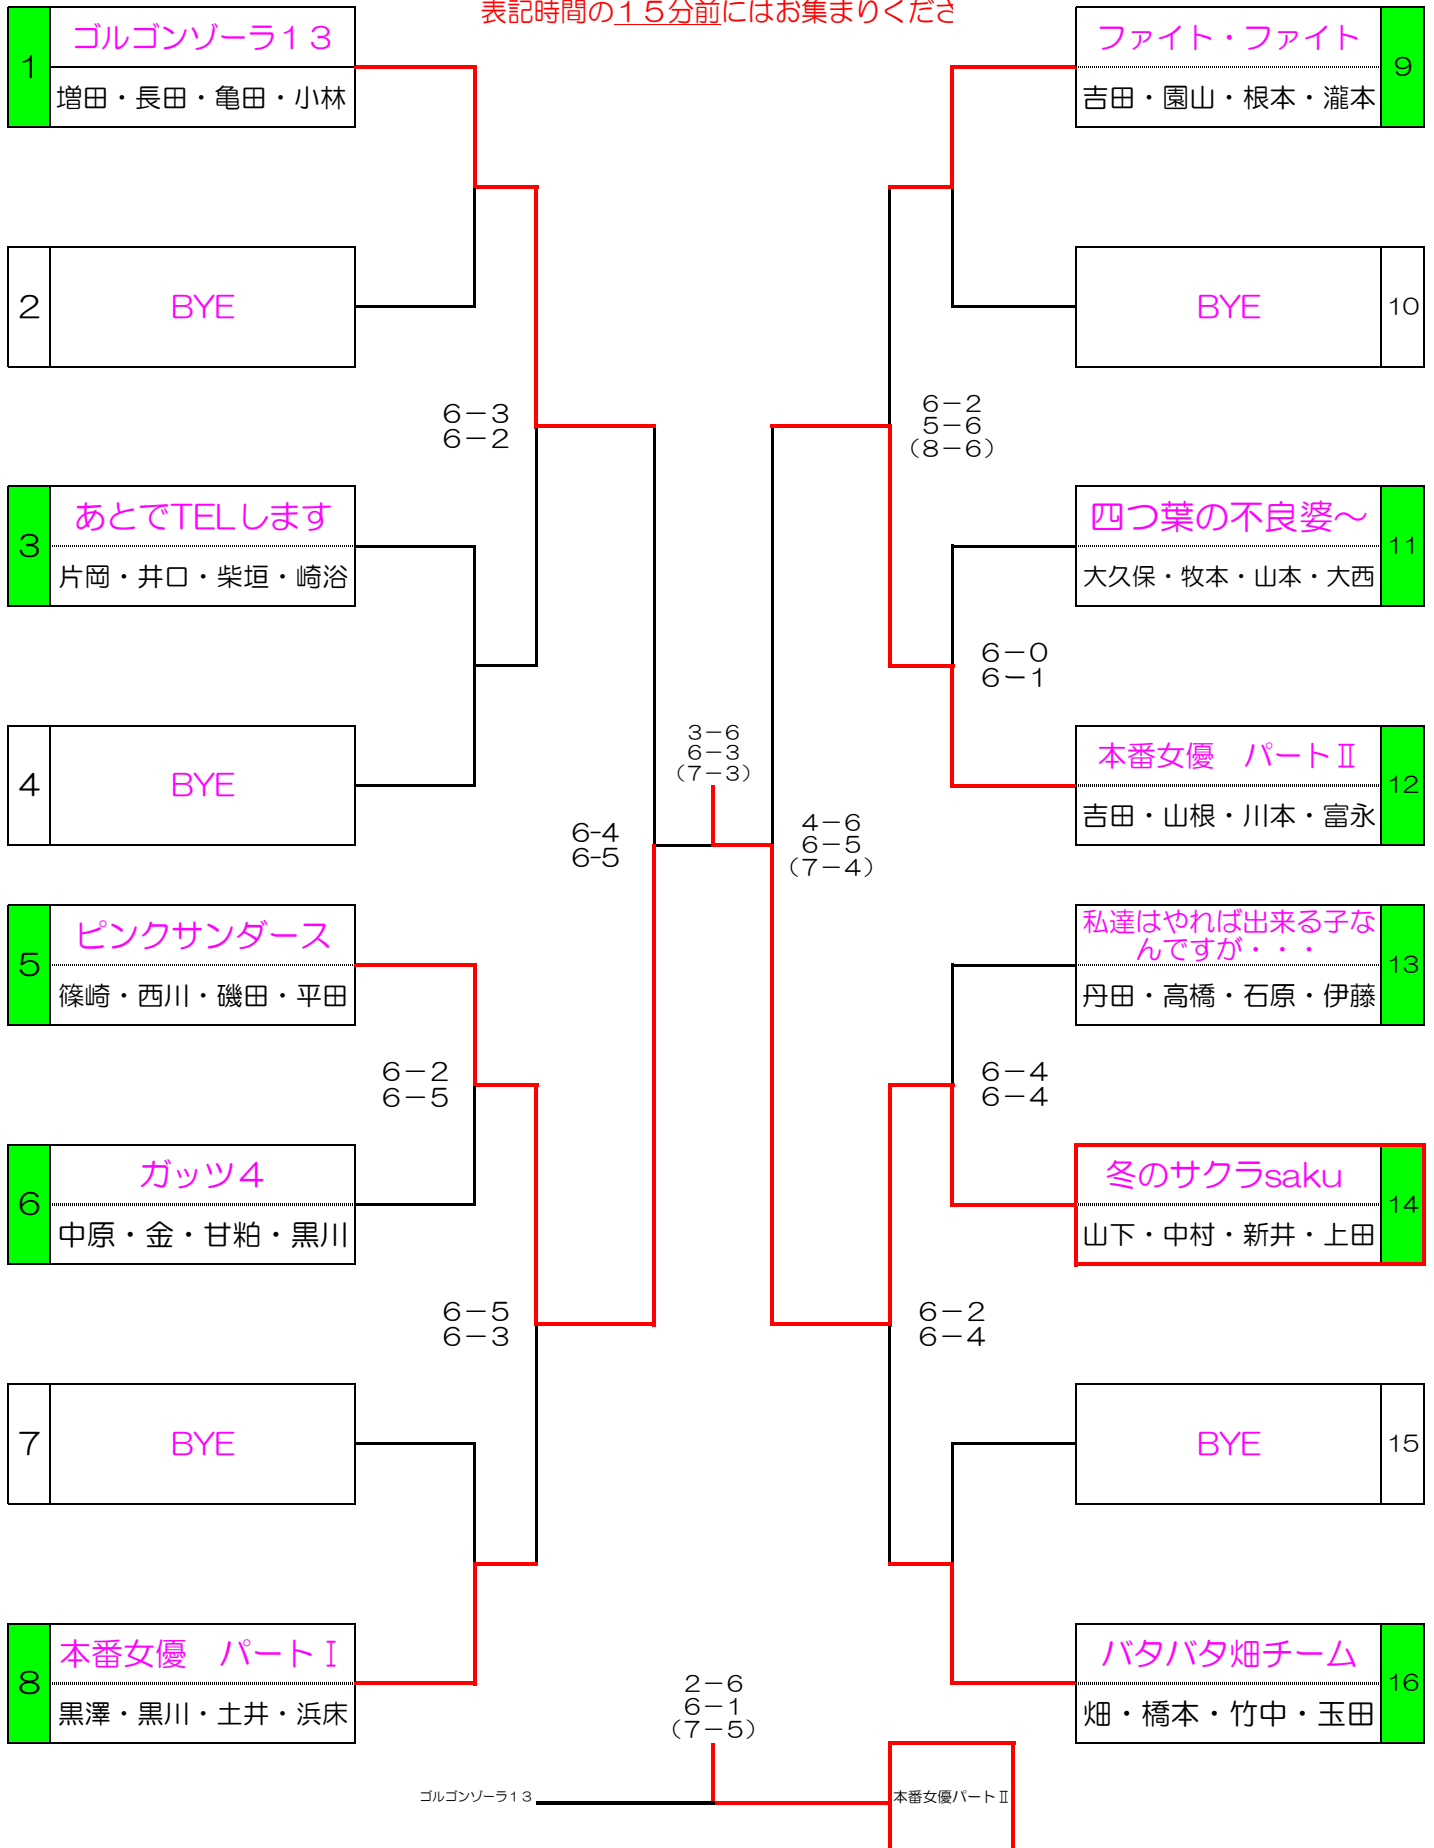 表記時間の１５分前にはお集まりくださ
1
ゴルゴンゾーラ１３
増田・長田・亀田・小林
2
BYE
6－3
6－2
3
あとでTELします
片岡・井口・柴垣・崎浴
4
BYE
6-4
6-5
5
ピンクサンダース
篠崎・西川・磯田・平田
6－2
6－5
6
ガッツ４
中原・金・甘粕・黒川
6－5
6－3
7
BYE
8
本番女優　パートⅠ
黒澤・黒川・土井・浜床
3－6
6－3
（7－3）
9
ファイト・ファイト
吉田・園山・根本・瀧本
10
BYE
6－2
5－6
（8－6）
11
四つ葉の不良婆～
大久保・牧本・山本・大西
6－0
6－1
12
本番女優　パートⅡ
吉田・山根・川本・富永
4－6
6－5
（7－4）
13
私達はやれば出来る子な
んですが・・・
丹田・高橋・石原・伊藤
6－4
6－4
14
冬のサクラsaku
山下・中村・新井・上田
6－2
6－4
15
BYE
16
バタバタ畑チーム
畑・橋本・竹中・玉田
2－6
6－1
（7－5）
ゴルゴンゾーラ１３
本番女優パートⅡ